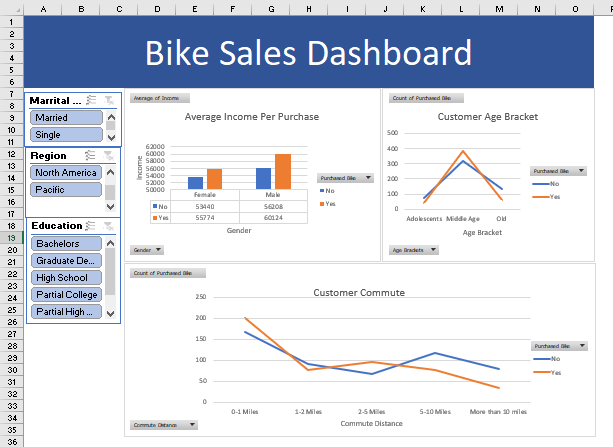 A B C D E F G H I J K L M N O
1
2
3
4
5
6
7
8
9
10
11
12
13
14
15
16
17
18
19
20
21
22
23
24
25
26
27
28
29
30
31
32
33
34
35
36
Bike Sales Dashboard
Marrital ...
Married
Single
Region
North America
Pacific
Education
Bachelors
Graduate De...
High School
Partial College
Partial High ...
Average of Income
Average Income Per Purchase
Income
62000
60000
58000
56000
54000
52000
50000
Female Male
No 53440 56208
Yes 55774 60124
Gender
Purchased Bike
No
Yes
Gender
Count of Purchased Bike
Customer Age Bracket
500
400
300
200
100
0
Adolescents Middle Age Old
Age Bracket
Purchased Bike
No
Yes
Age Brackets
Count of Purchased Bike
Customer Commute
250
200
150
100
50
0
0-1 Miles 1-2 Miles 2-5 Miles 5-10 Miles More than 10 miles
Commute Distance
Purchased Bike
No
Yes
Commute Distance